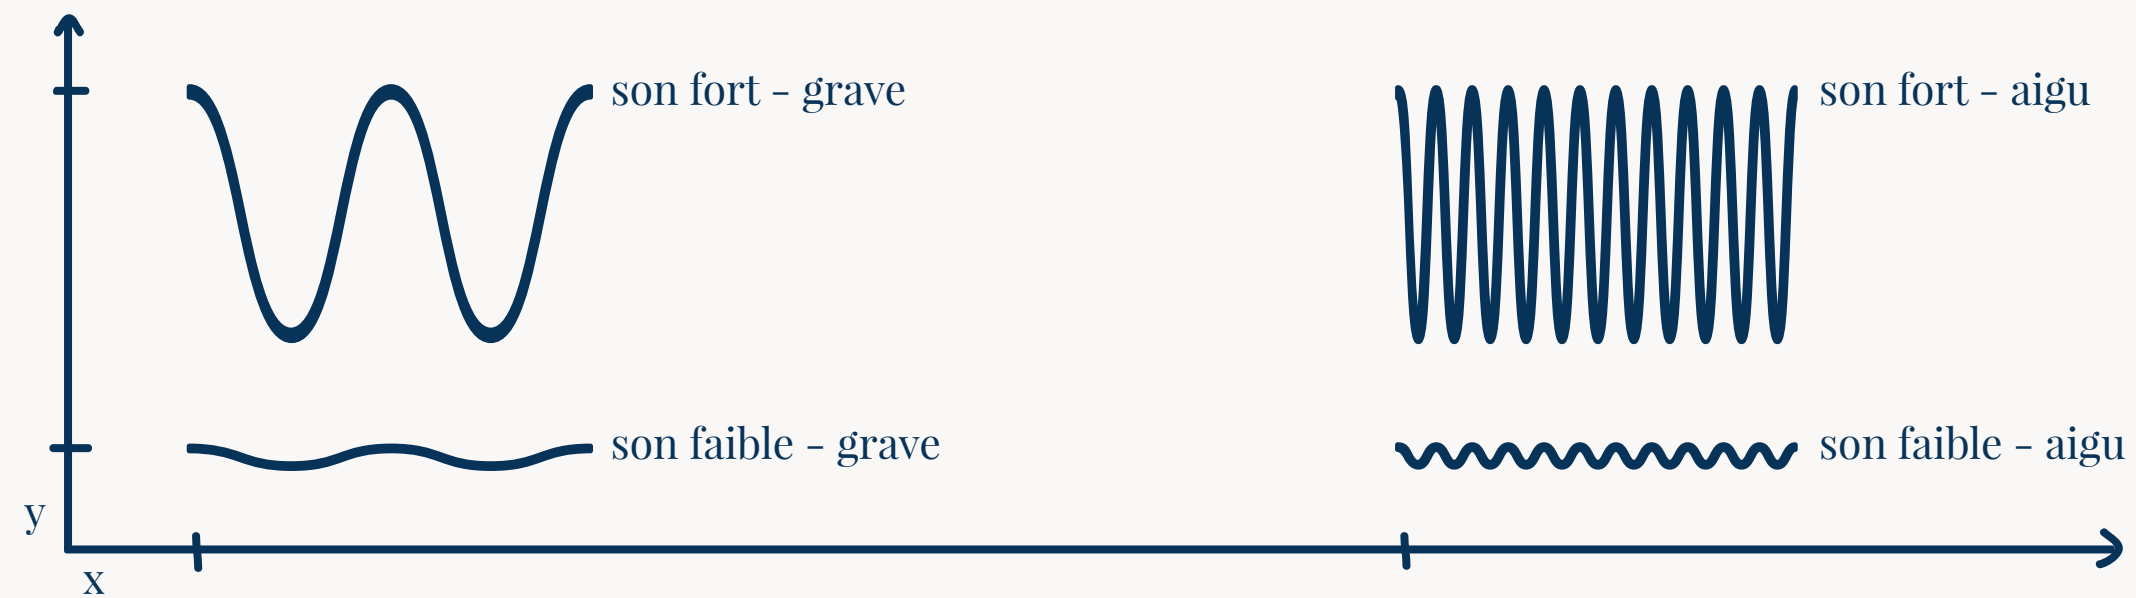 son fort - grave
son fort - aigu
son faible - grave
son faible - aigu
y
x